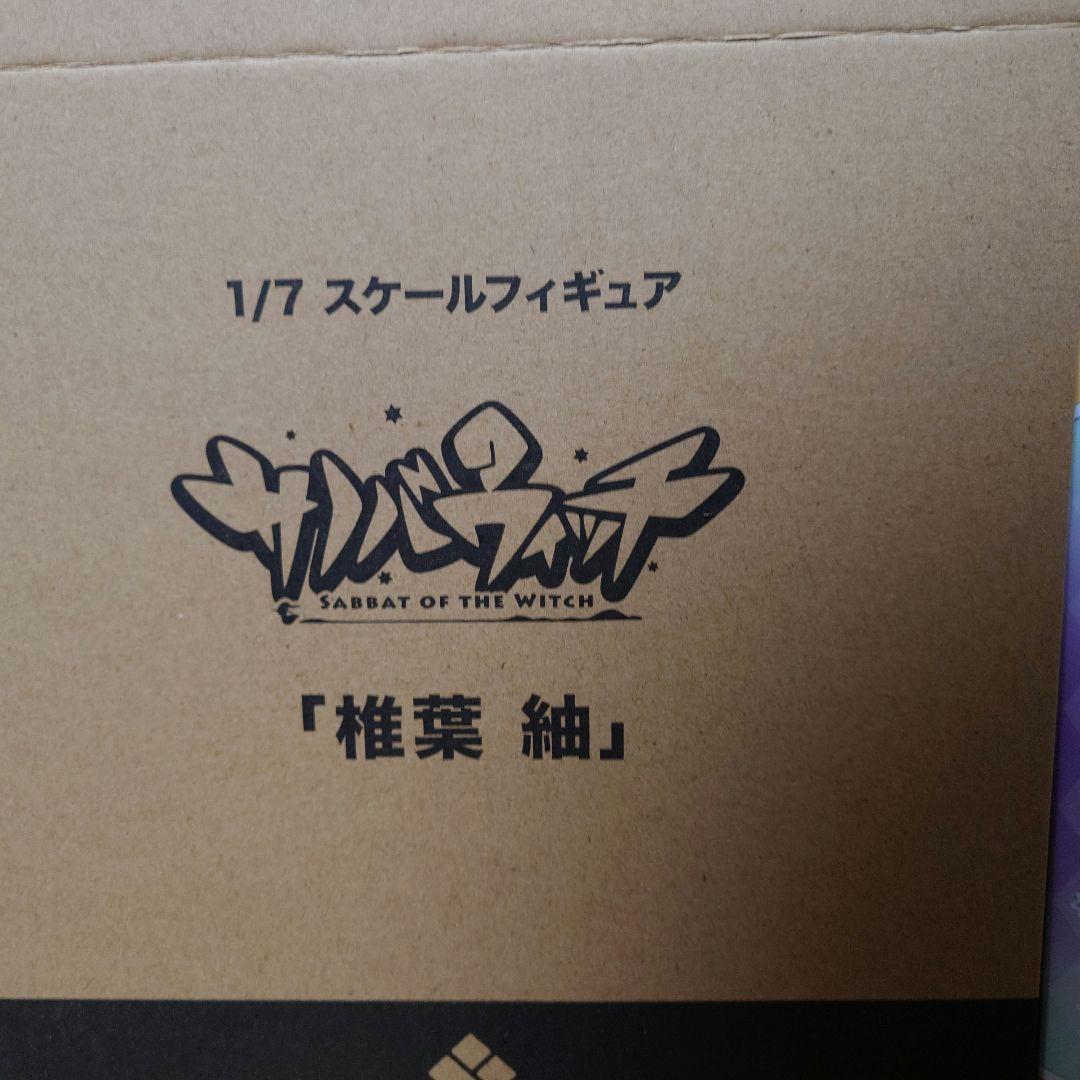 1/7 スケールフィギュア
サノバウィッチ
SABBAT OF THE WITCH
「椎葉 紬」